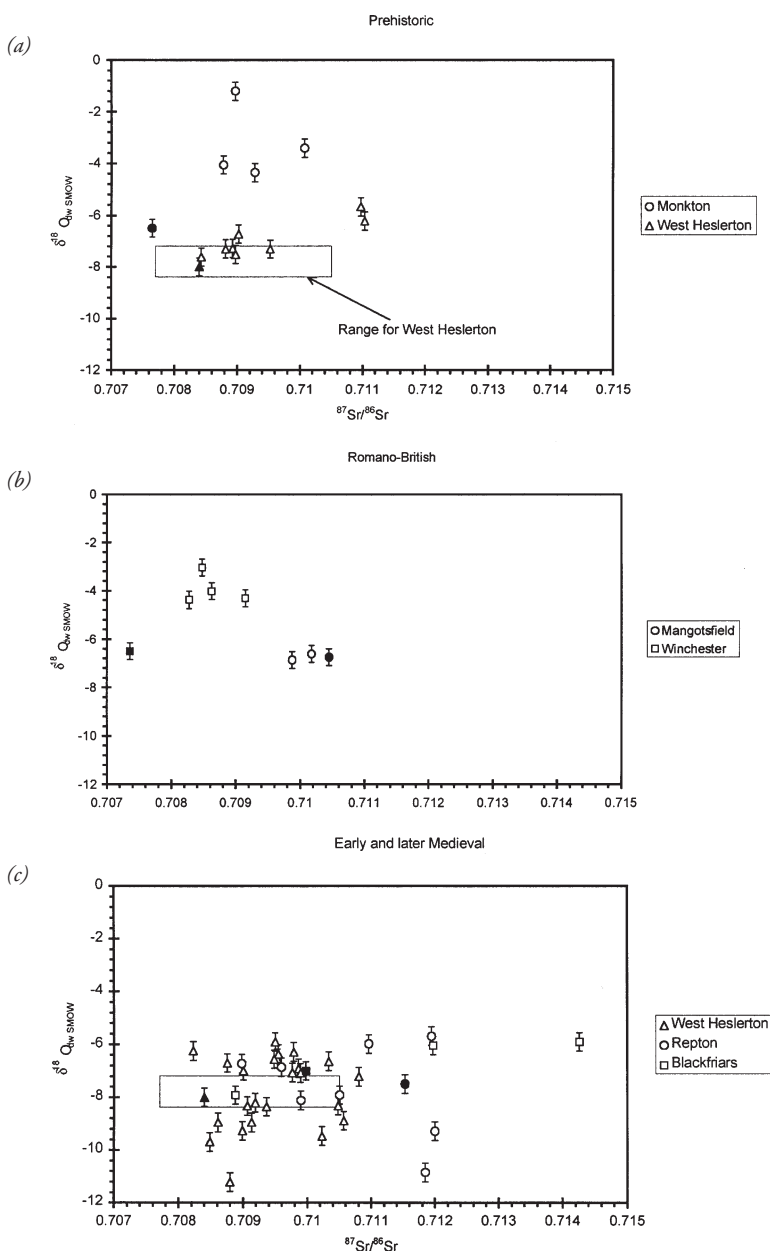 Prehistoric
(a)
0
-2
-4
-6
-8
-10
-12
δ¹⁸ O dw SMOW
Monkton
West Heslerton
Range for West Heslerton
0.707 0.708 0.709 0.71 0.711 0.712 0.713 0.714 0.715
⁸⁷Sr/⁸⁶Sr
Romano-British
(b)
0
-2
-4
-6
-8
-10
-12
δ¹⁸ O dw SMOW
Mangotsfield
Winchester
0.707 0.708 0.709 0.71 0.711 0.712 0.713 0.714 0.715
Early and later Medieval
(c)
0
-2
-4
-6
-8
-10
-12
δ¹⁸ O dw SMOW
West Heslerton
Repton
Blackfriars
0.707 0.708 0.709 0.71 0.711 0.712 0.713 0.714 0.715
⁸⁷Sr/⁸⁶Sr